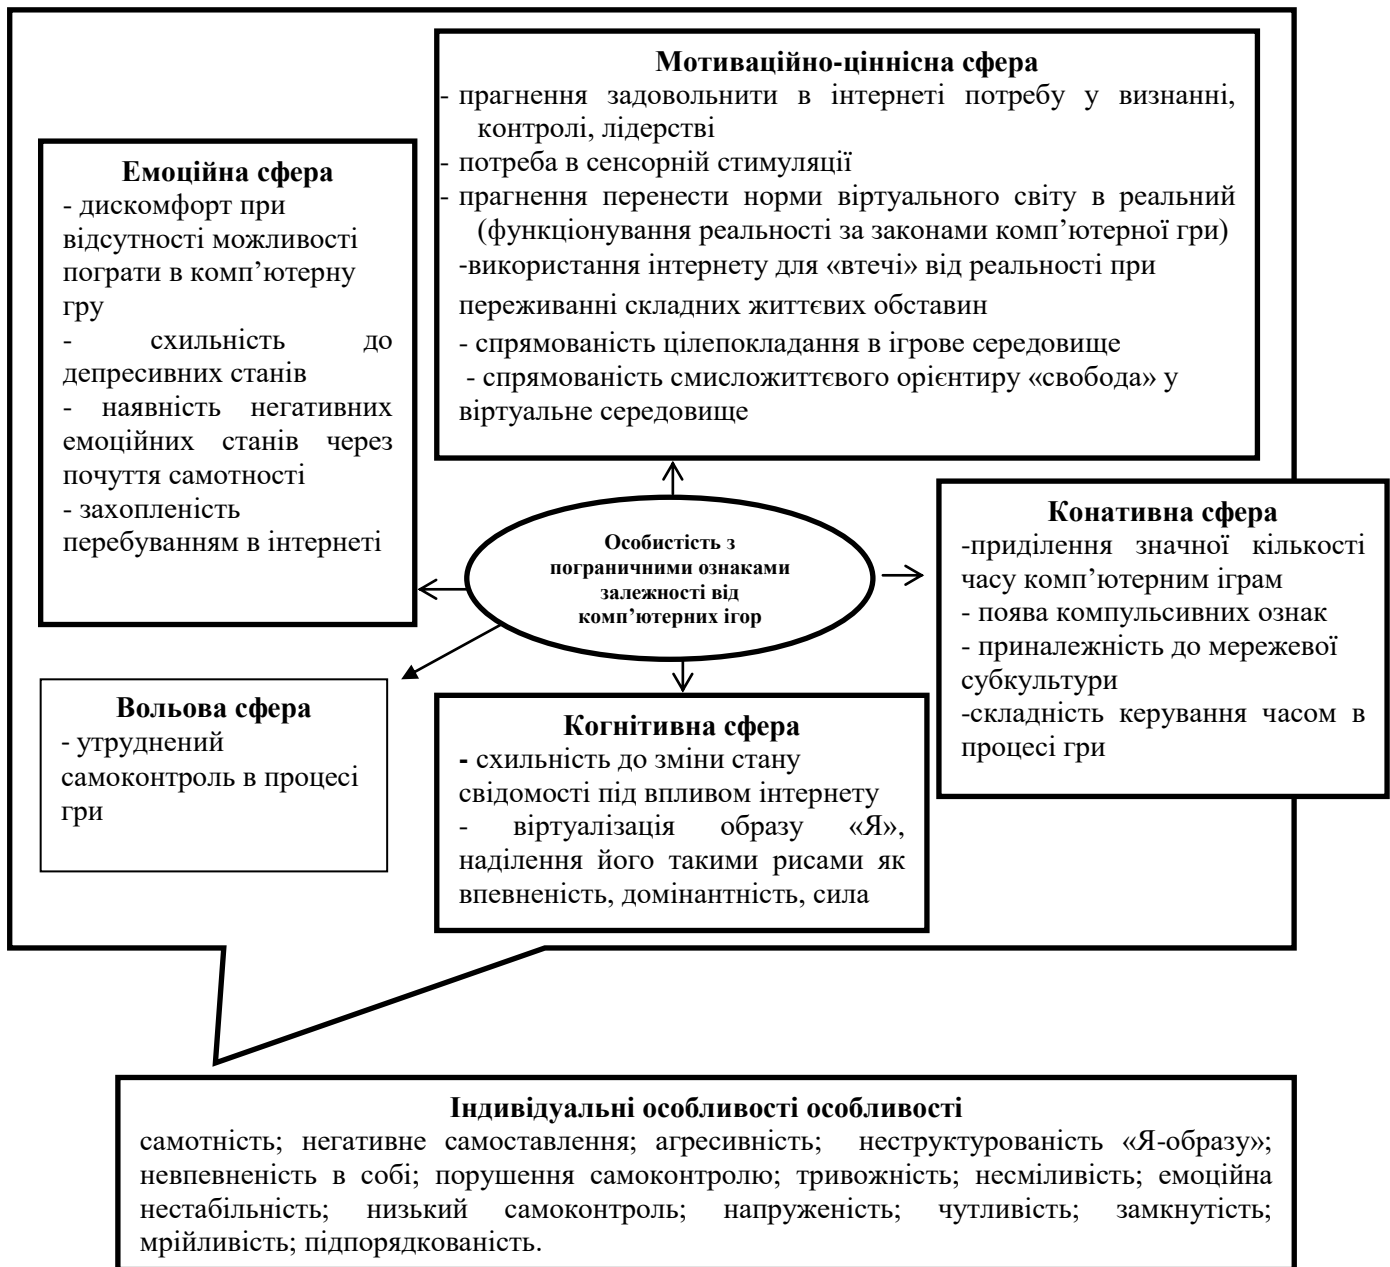 Мотиваційно-ціннісна сфера
- прагнення задовольнити в інтернеті потребу у визнанні,
контролі, лідерстві
- потреба в сенсорній стимуляції
- прагнення перенести норми віртуального світу в реальний
(функціонування реальності за законами комп’ютерної гри)
-використання інтернету для «втечі» від реальності при
переживанні складних життєвих обставин
- спрямованість цілепокладання в ігрове середовище
- спрямованість смисложиттєвого орієнтиру «свобода» у
віртуальне середовище
Емоційна сфера
- дискомфорт при
відсутності можливості
пограти в комп’ютерну
гру
- схильність до
депресивних станів
- наявність негативних
емоційних станів через
почуття самотності
- захопленість
перебуванням в інтернеті
Особистість з
пограничними ознаками
залежності від
комп’ютерних ігор
Конативна сфера
-приділення значної кількості
часу комп’ютерним іграм
- поява компульсивних ознак
- приналежність до мережевої
субкультури
-складність керування часом в
процесі гри
Вольова сфера
- утруднений
самоконтроль в процесі
гри
Когнітивна сфера
- схильність до зміни стану
свідомості під впливом інтернету
- віртуалізація образу «Я»,
наділення його такими рисами як
впевненість, домінантність, сила
Індивідуальні особливості особливості
самотність; негативне самоставлення; агресивність; неструктурованість «Я-образу»;
невпевненість в собі; порушення самоконтролю; тривожність; несміливість; емоційна
нестабільність; низький самоконтроль; напруженість; чутливість; замкнутість;
мрійливість; підпорядкованість.